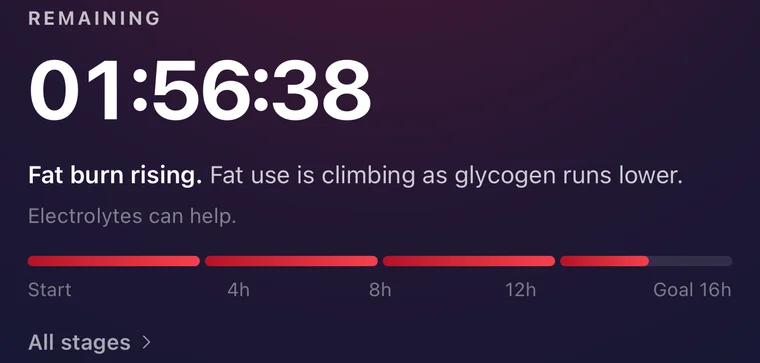 REMAINING
01:56:38
Fat burn rising. Fat use is climbing as glycogen runs lower.
Electrolytes can help.
Start 4h 8h 12h Goal 16h
All stages >